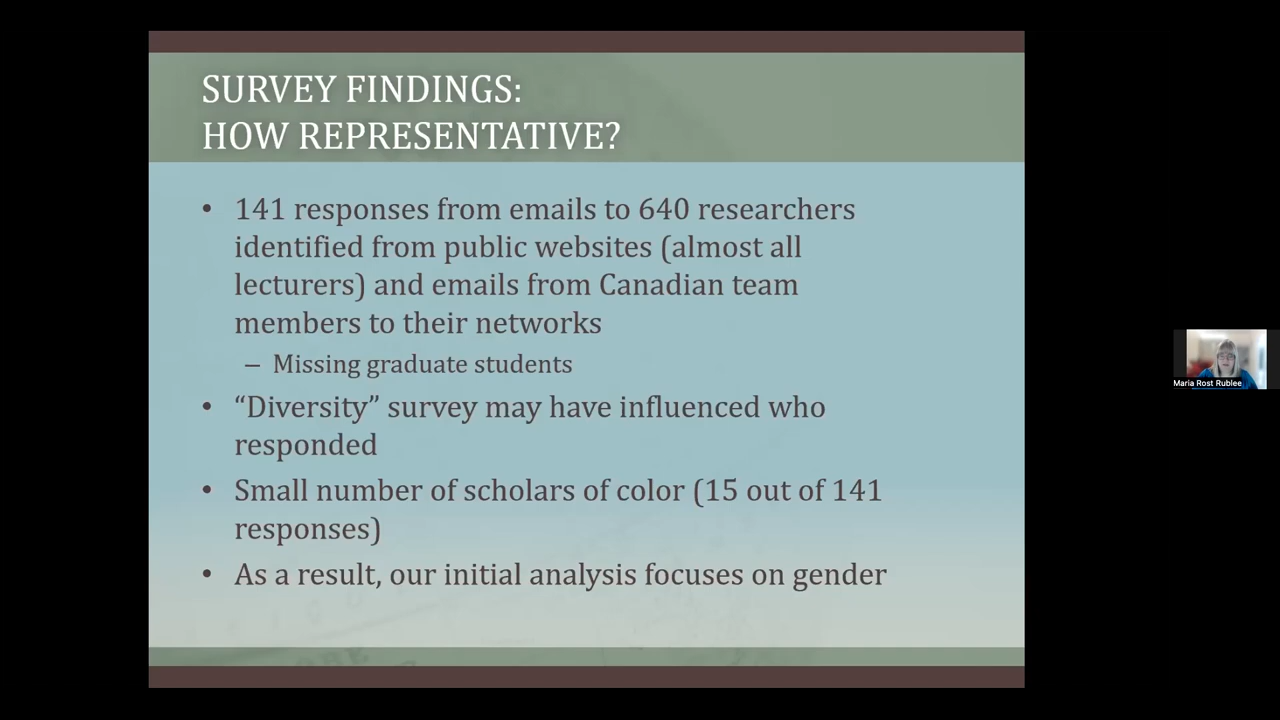 SURVEY FINDINGS:
HOW REPRESENTATIVE?
• 141 responses from emails to 640 researchers
identified from public websites (almost all
lecturers) and emails from Canadian team
members to their networks
– Missing graduate students
• “Diversity” survey may have influenced who
responded
• Small number of scholars of color (15 out of 141
responses)
• As a result, our initial analysis focuses on gender
Maria Rost Rublee